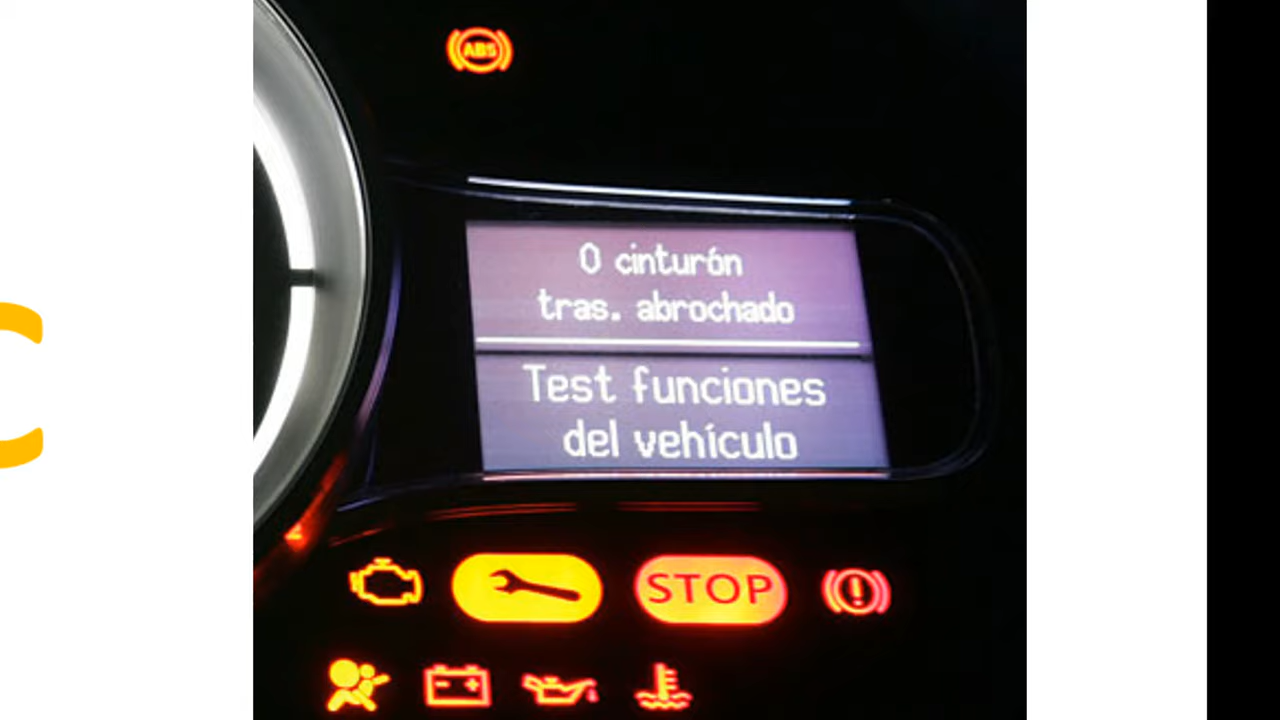 ABS
0 cinturón
tras. abrochado
Test funciones
del vehículo
STOP